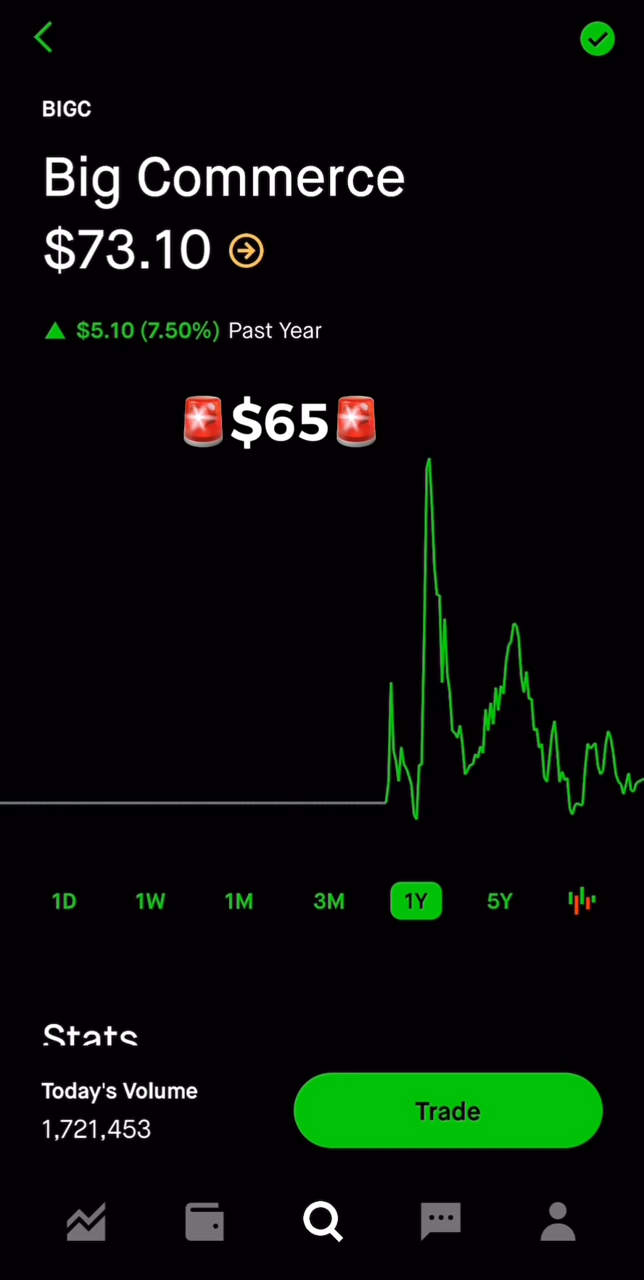 BIGC
Big Commerce
$73.10
$5.10 (7.50%) Past Year
🚨$65🚨
1D 1W 1M 3M 1Y 5Y
Stats
Today's Volume
1,721,453
Trade